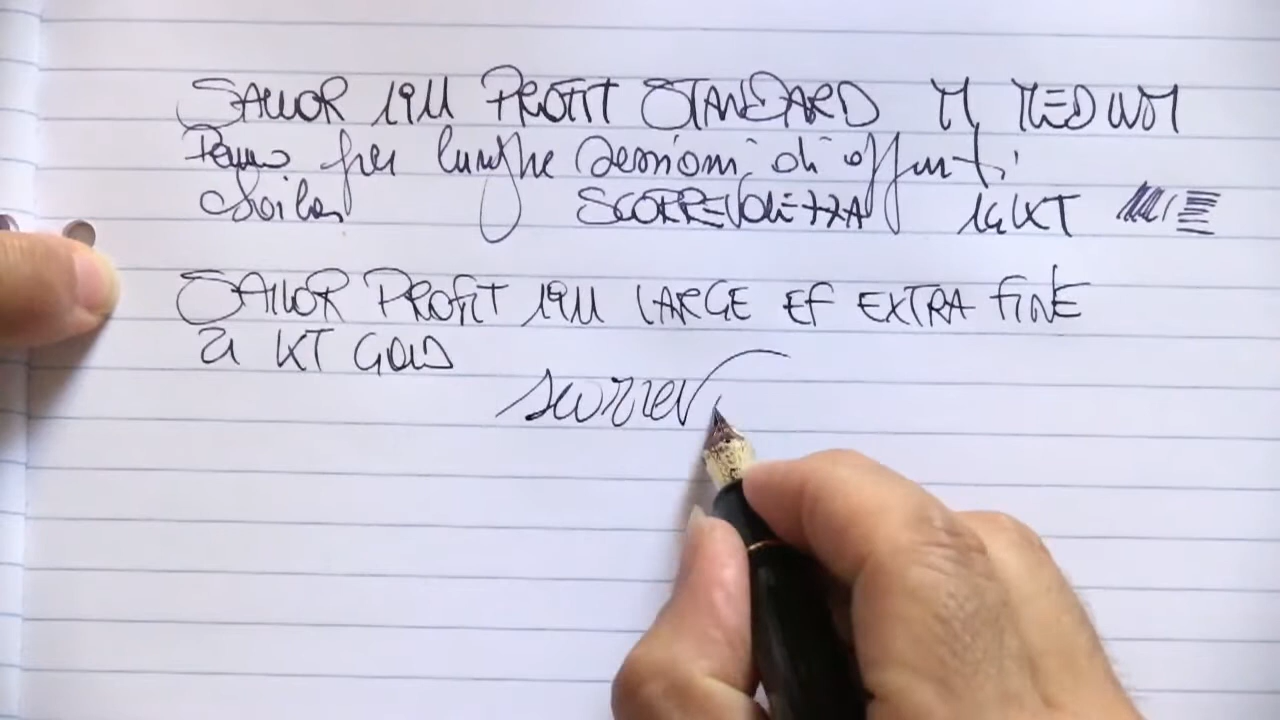 SAILOR 1911 PROFIT STANDARD M MEDIUM
Penna per lunghe sessioni di appunti
SCORREVOLEZZA 14 KT
SAILOR PROFIT 1911 LARGE EF EXTRA FINE
21 KT GOLD
scorrev